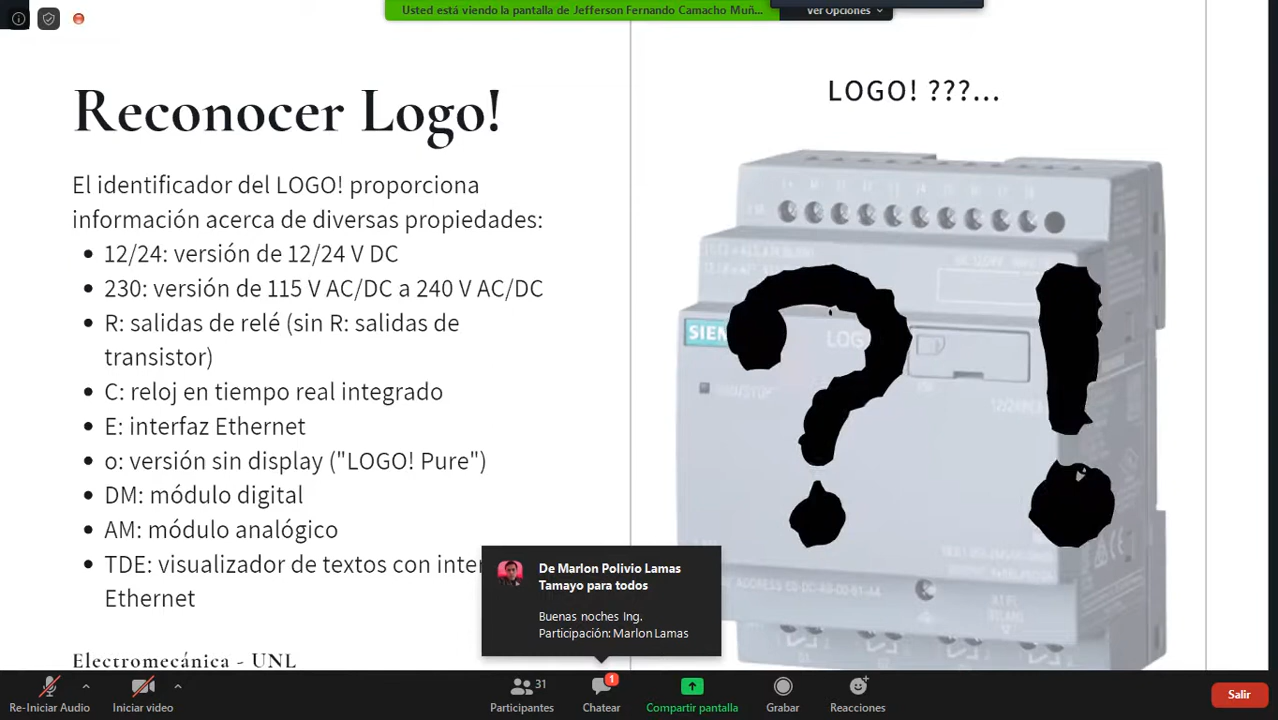 Usted está viendo la pantalla de Jefferson Fernando Camacho Muñ...
Ver Opciones
Reconocer Logo!
El identificador del LOGO! proporciona
información acerca de diversas propiedades:
• 12/24: versión de 12/24 V DC
• 230: versión de 115 V AC/DC a 240 V AC/DC
• R: salidas de relé (sin R: salidas de
transistor)
• C: reloj en tiempo real integrado
• E: interfaz Ethernet
• o: versión sin display ("LOGO! Pure")
• DM: módulo digital
• AM: módulo analógico
• TDE: visualizador de textos con inter
Ethernet
Electromecánica - UNL
LOGO! ???...
SIEN
LOG
RUN/STOP
De Marlon Polivio Lamas
Tamayo para todos
Buenas noches Ing.
Participación: Marlon Lamas
Re-Iniciar Audio
Iniciar video
31
Participantes
1
Chatear
Compartir pantalla
Grabar
Reacciones
Salir